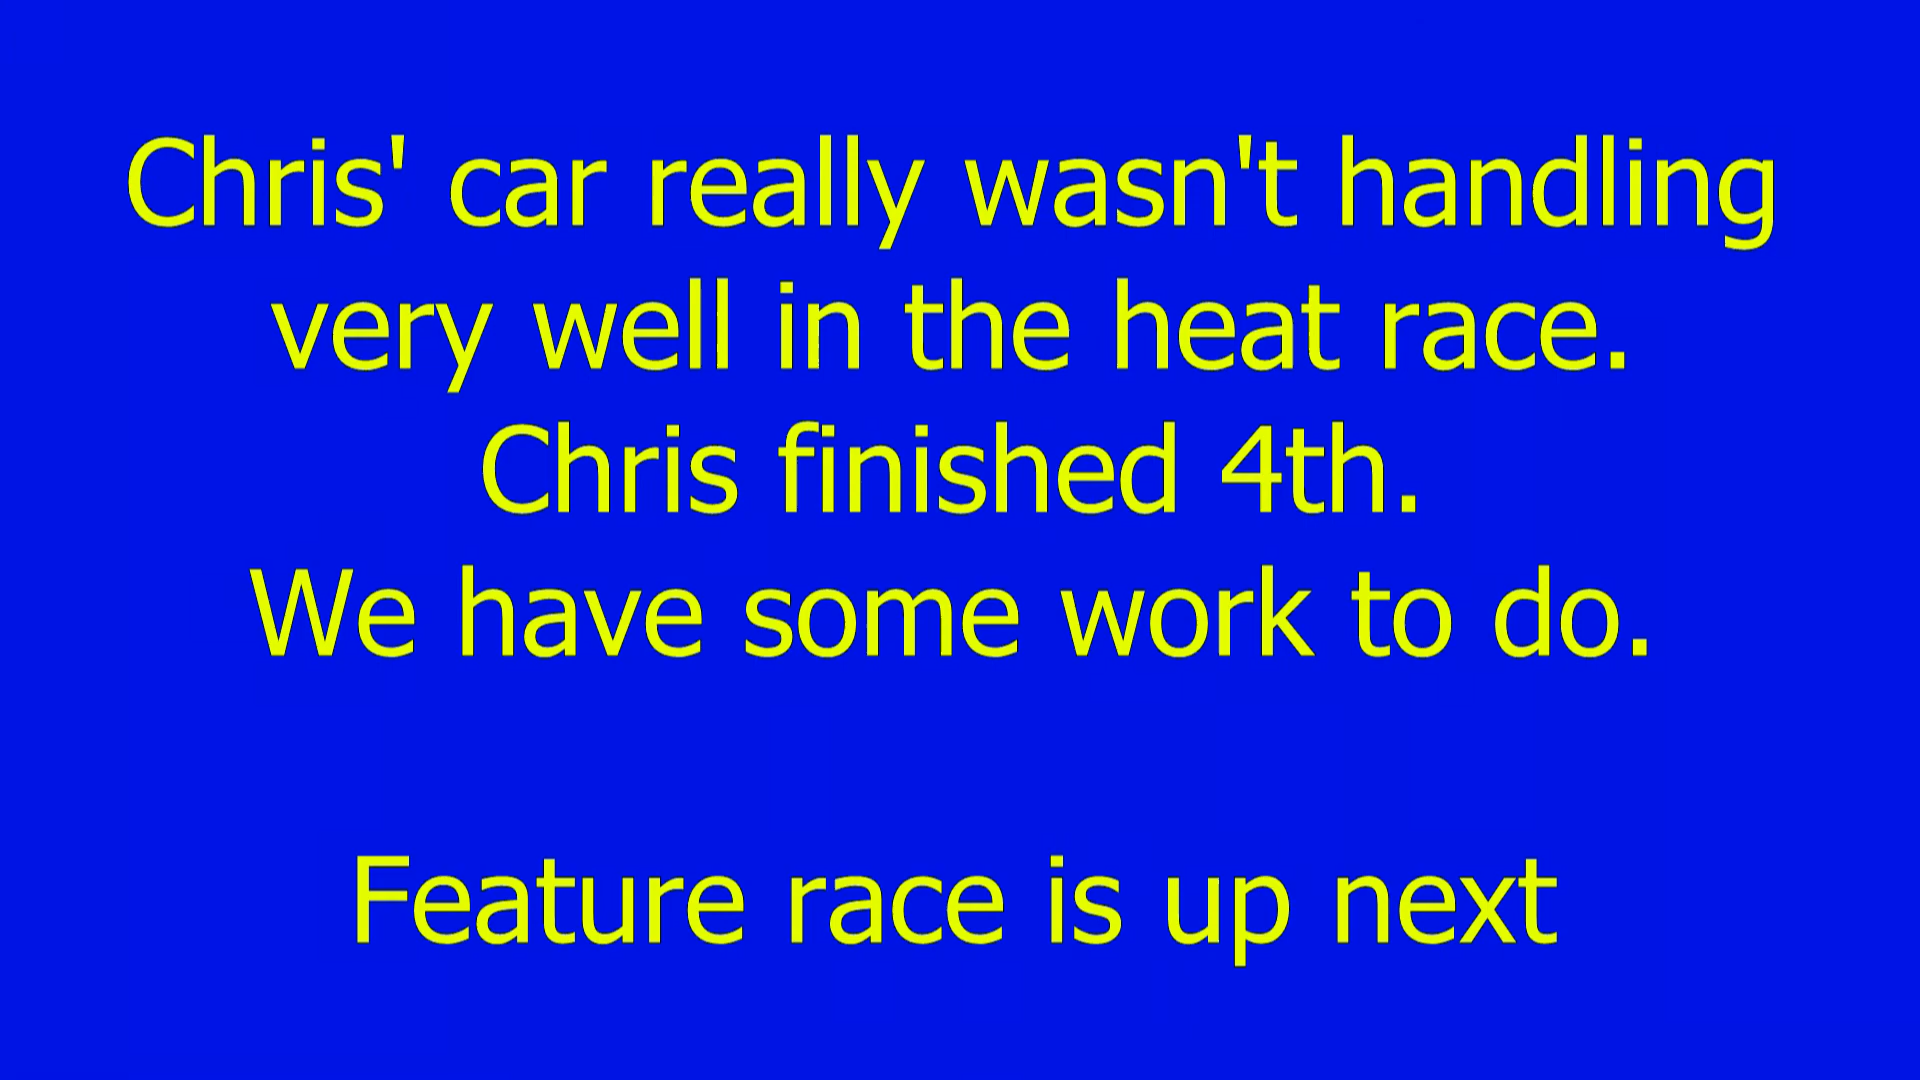 Chris' car really wasn't handling
very well in the heat race.
Chris finished 4th.
We have some work to do.
Feature race is up next